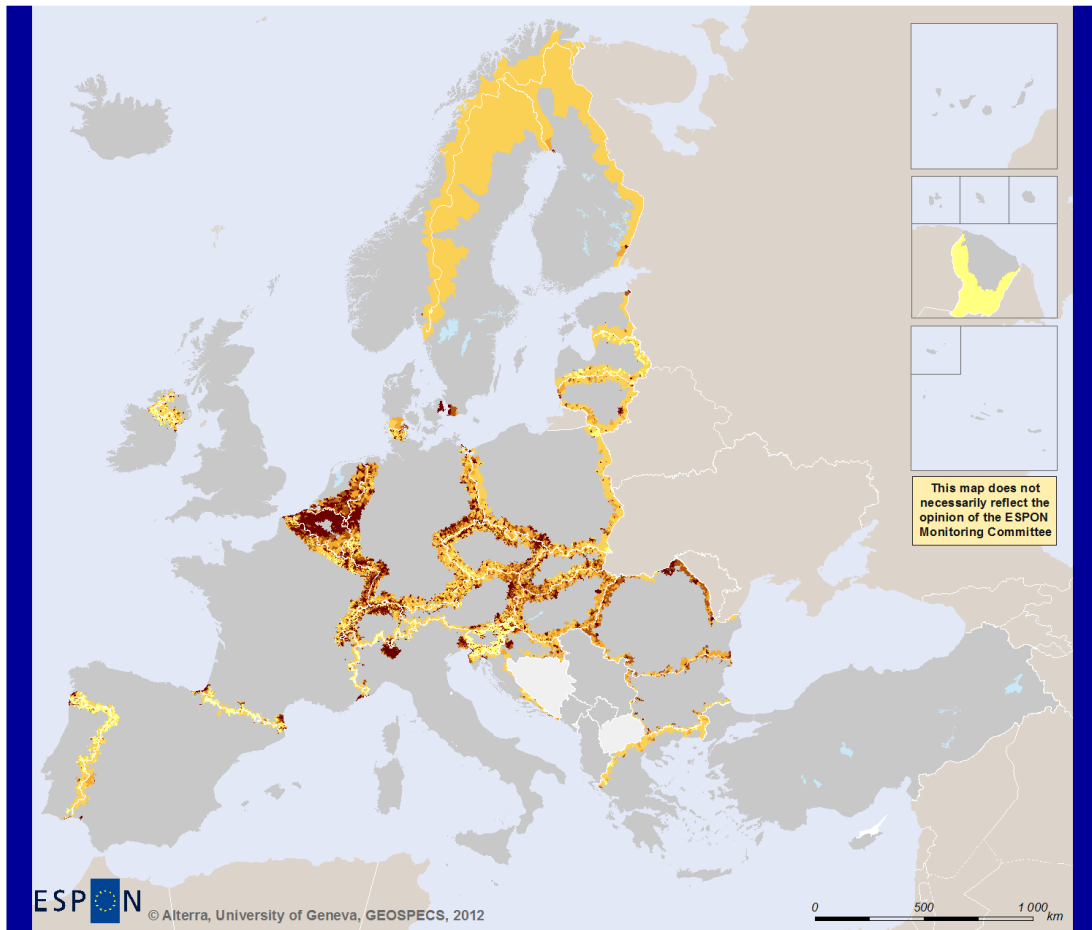 This map does not
necessarily reflect the
opinion of the ESPON
Monitoring Committee
ESPON
© Alterra, University of Geneva, GEOSPECS, 2012
0 500 1 000
km